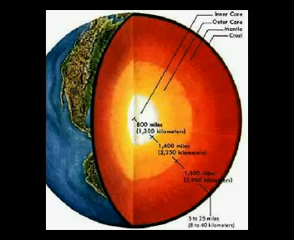 Inner Core
Outer Core
Mantle
Crust
800 miles
(1,300 kilometers)
1,400 miles
(2,250 kilometers)
1,800 miles
(2,900 kilometers)
5 to 25 miles
(8 to 40 kilometers)